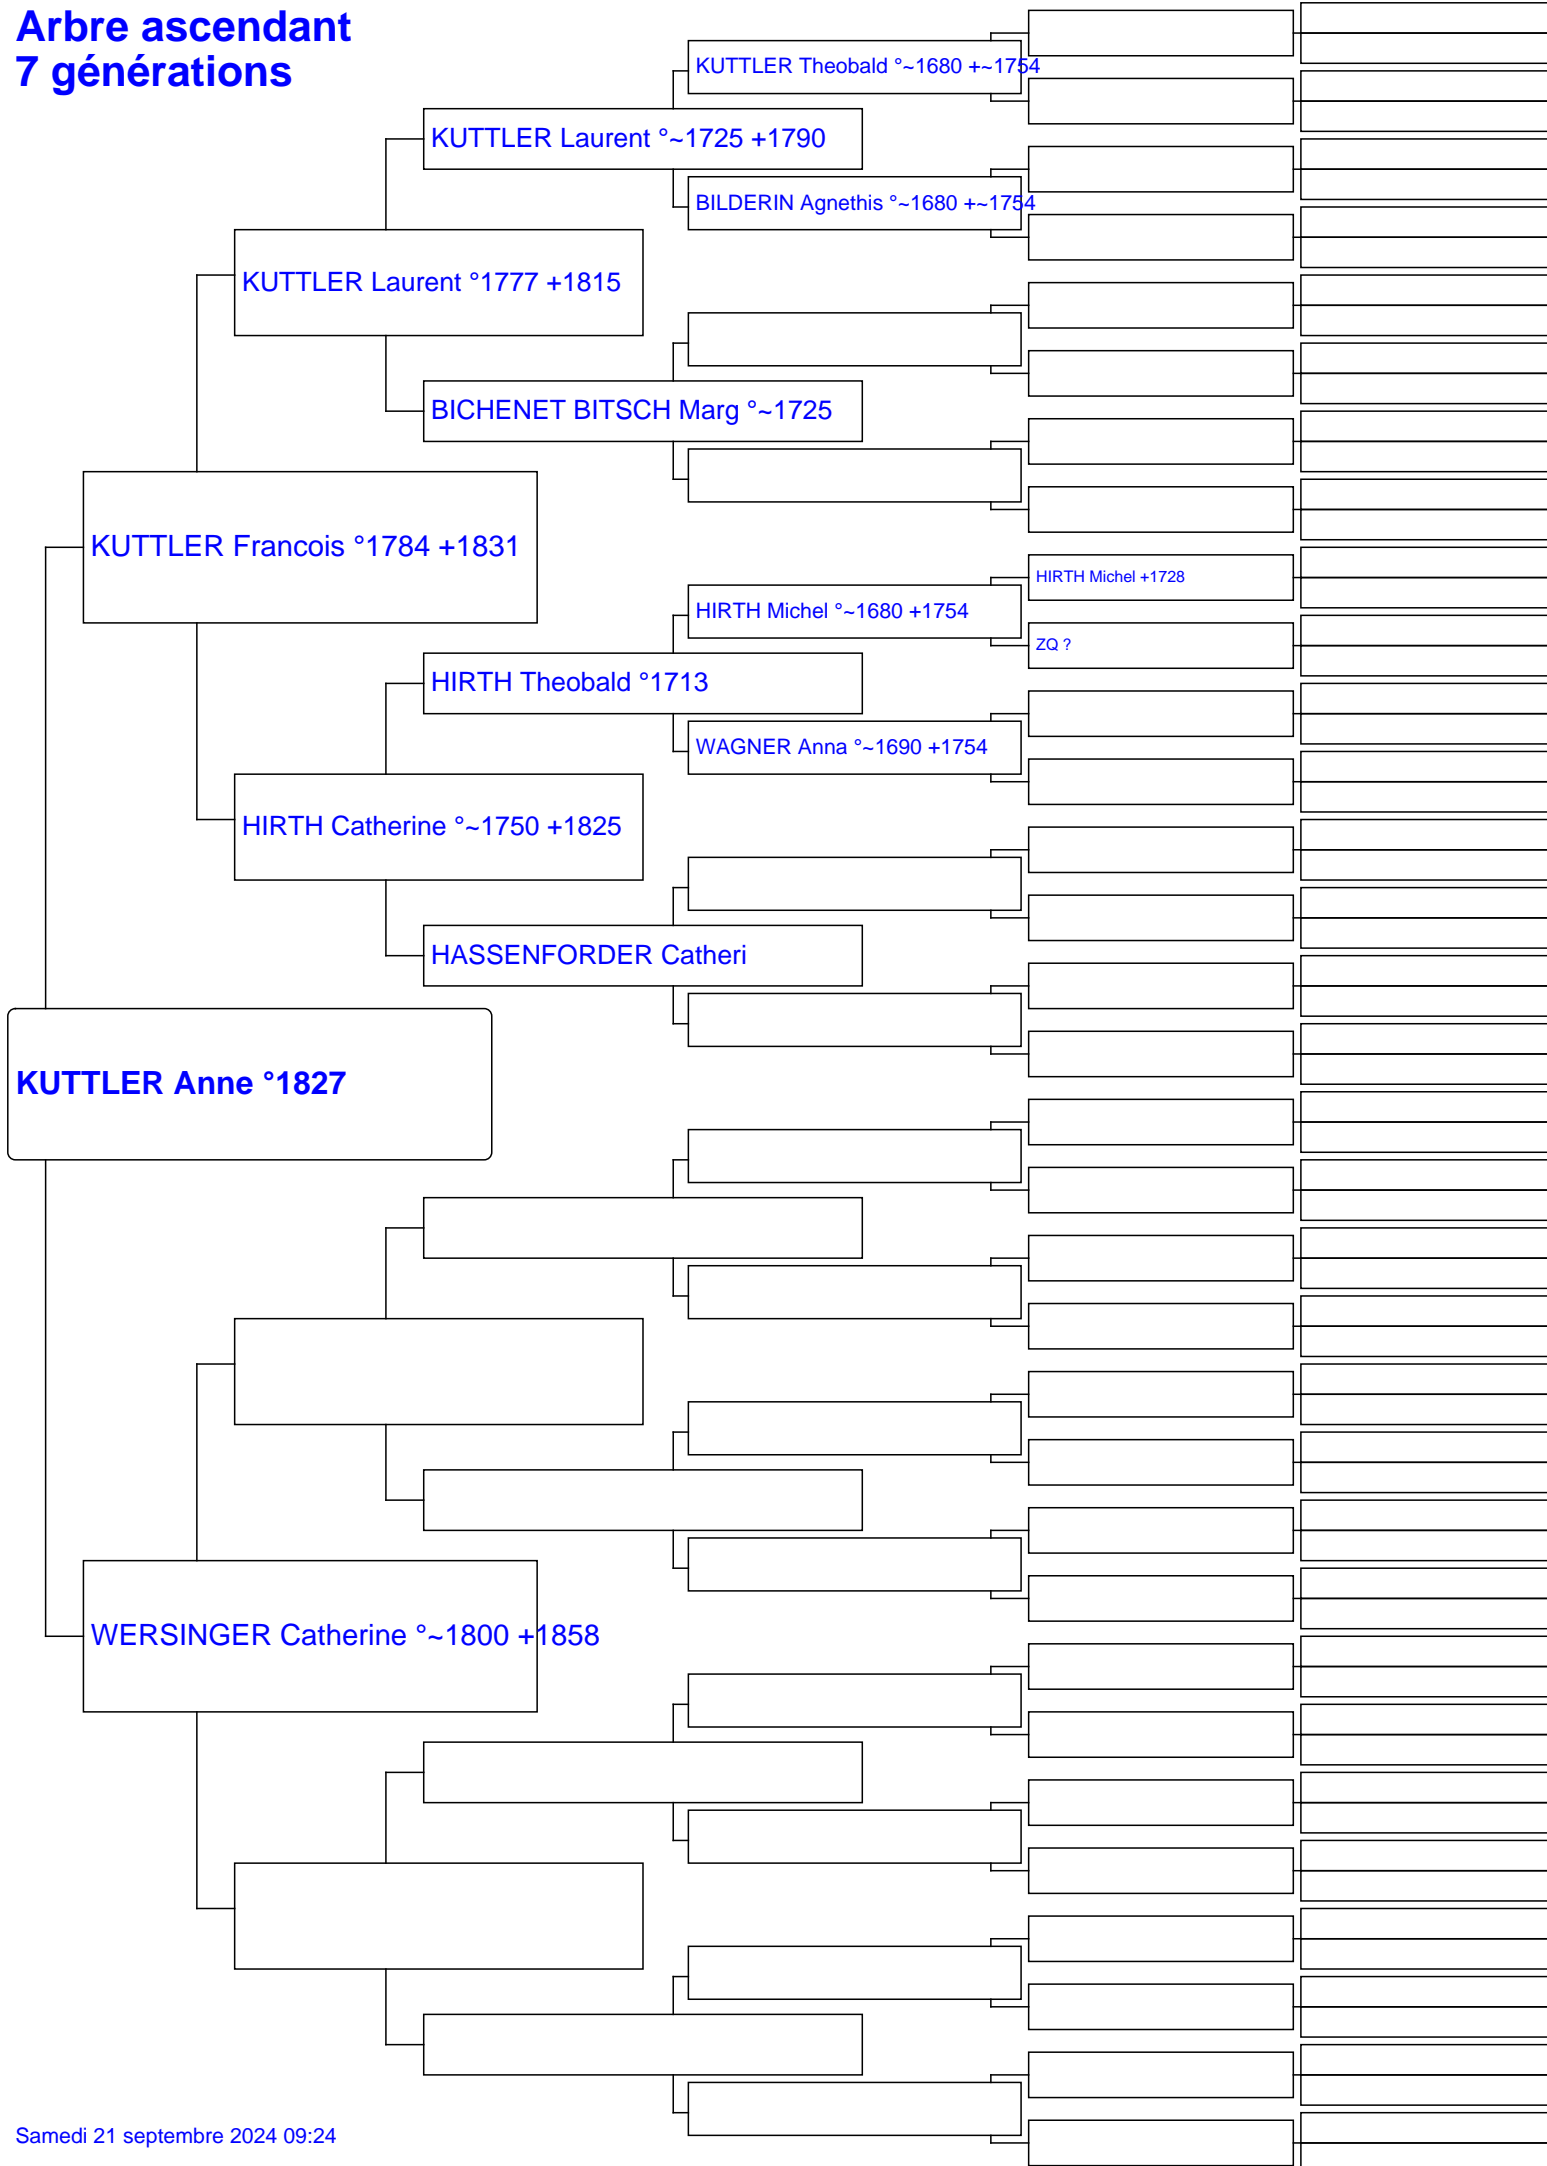 Arbre ascendant
7 générations
KUTTLER Theobald °~1680 +~1754
KUTTLER Laurent °~1725 +1790
BILDERIN Agnethis °~1680 +~1754
KUTTLER Laurent °1777 +1815
BICHENET BITSCH Marg °~1725
KUTTLER Francois °1784 +1831
HIRTH Michel +1728
HIRTH Michel °~1680 +1754
ZQ ?
HIRTH Theobald °1713
WAGNER Anna °~1690 +1754
HIRTH Catherine °~1750 +1825
HASSENFORDER Catheri
KUTTLER Anne °1827
WERSINGER Catherine °~1800 +1858
Samedi 21 septembre 2024 09:24